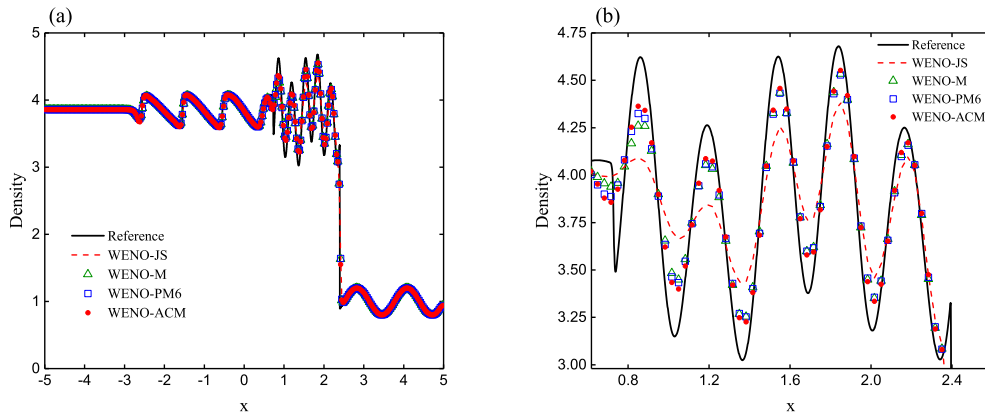 (a)
5
4
3
2
1
0
Density
-5 -4 -3 -2 -1 0 1 2 3 4 5
x
Reference
WENO-JS
WENO-M
WENO-PM6
WENO-ACM
(b)
4.75
4.50
4.25
4.00
3.75
3.50
3.25
3.00
Density
0.8 1.2 1.6 2.0 2.4
x
Reference
WENO-JS
WENO-M
WENO-PM6
WENO-ACM